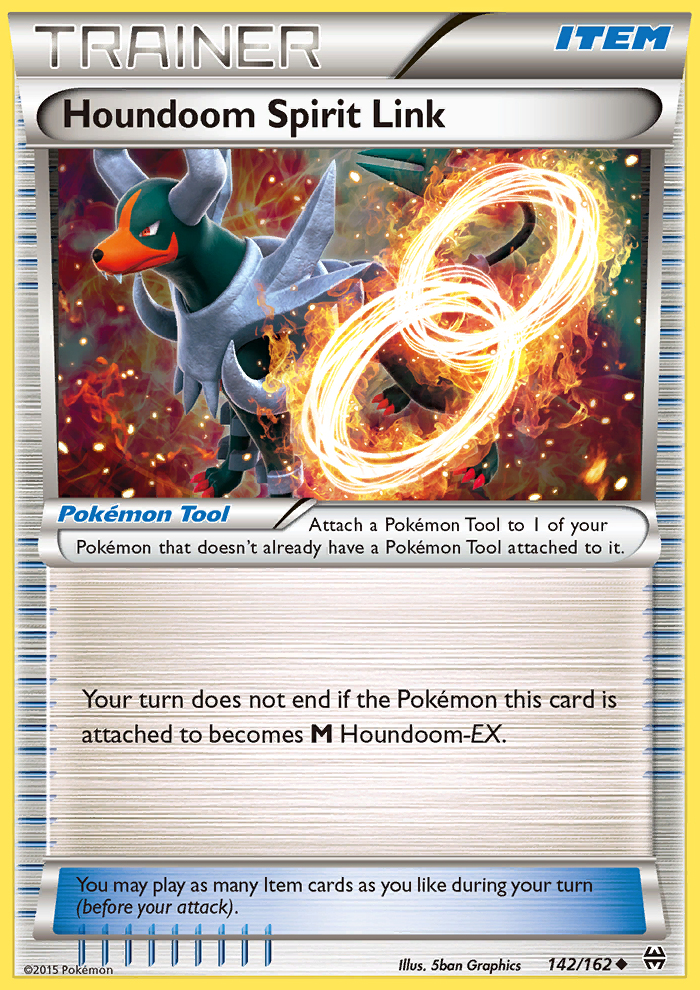 TRAINER
ITEM
Houndoom Spirit Link
Pokémon Tool
Attach a Pokémon Tool to 1 of your
Pokémon that doesn't already have a Pokémon Tool attached to it.
Your turn does not end if the Pokémon this card is
attached to becomes M Houndoom-EX.
You may play as many Item cards as you like during your turn
(before your attack).
©2015 Pokémon
Illus. 5ban Graphics
142/162